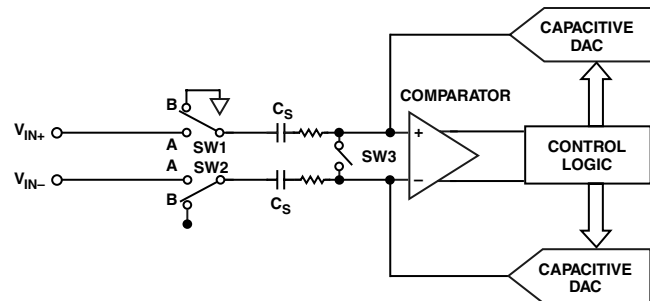 CAPACITIVE
DAC
B
C_S
COMPARATOR
V_IN+
A
SW1
+
CONTROL
LOGIC
A
SW2
SW3
V_IN–
B
C_S
–
CAPACITIVE
DAC